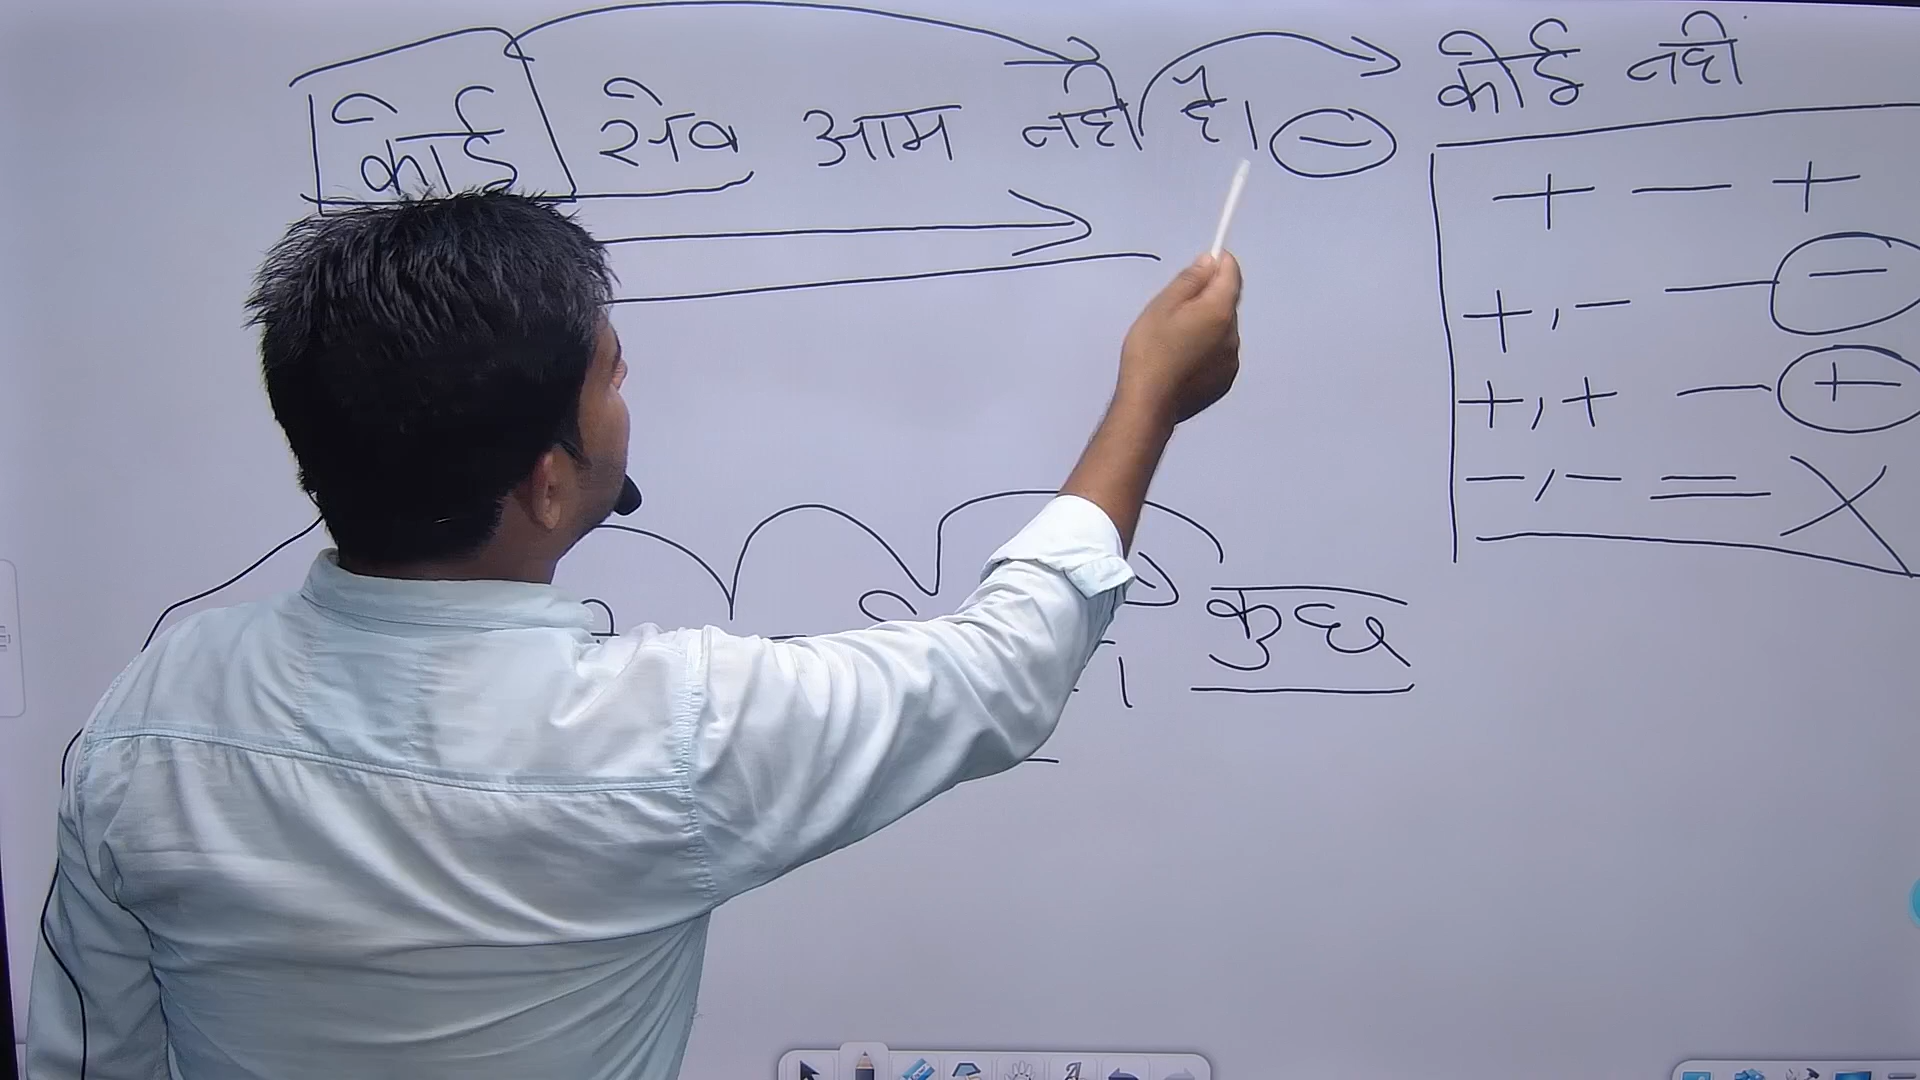 कोई सेव आम नही है। −
कोई नही
+ — +
+, − — −
+, + — +
−, − = X
कुछ